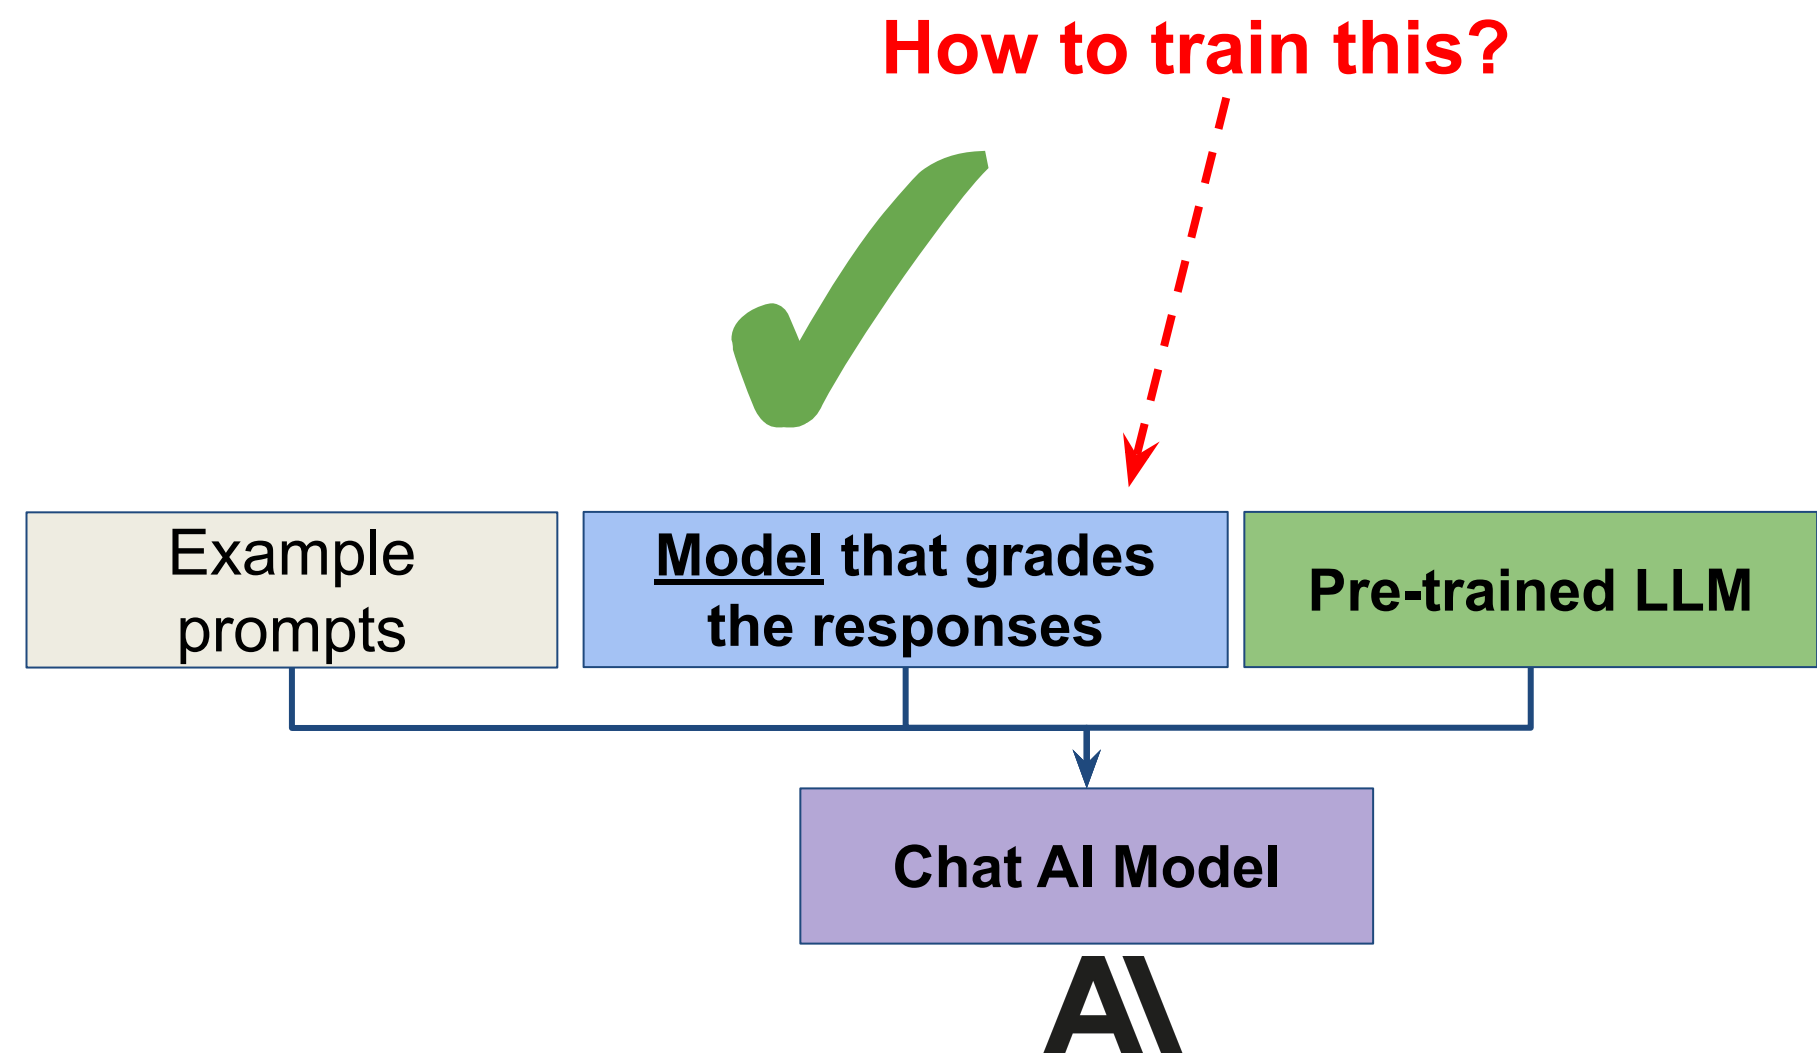 How to train this?
Example
prompts
Model that grades
the responses
Pre-trained LLM
Chat AI Model
A\